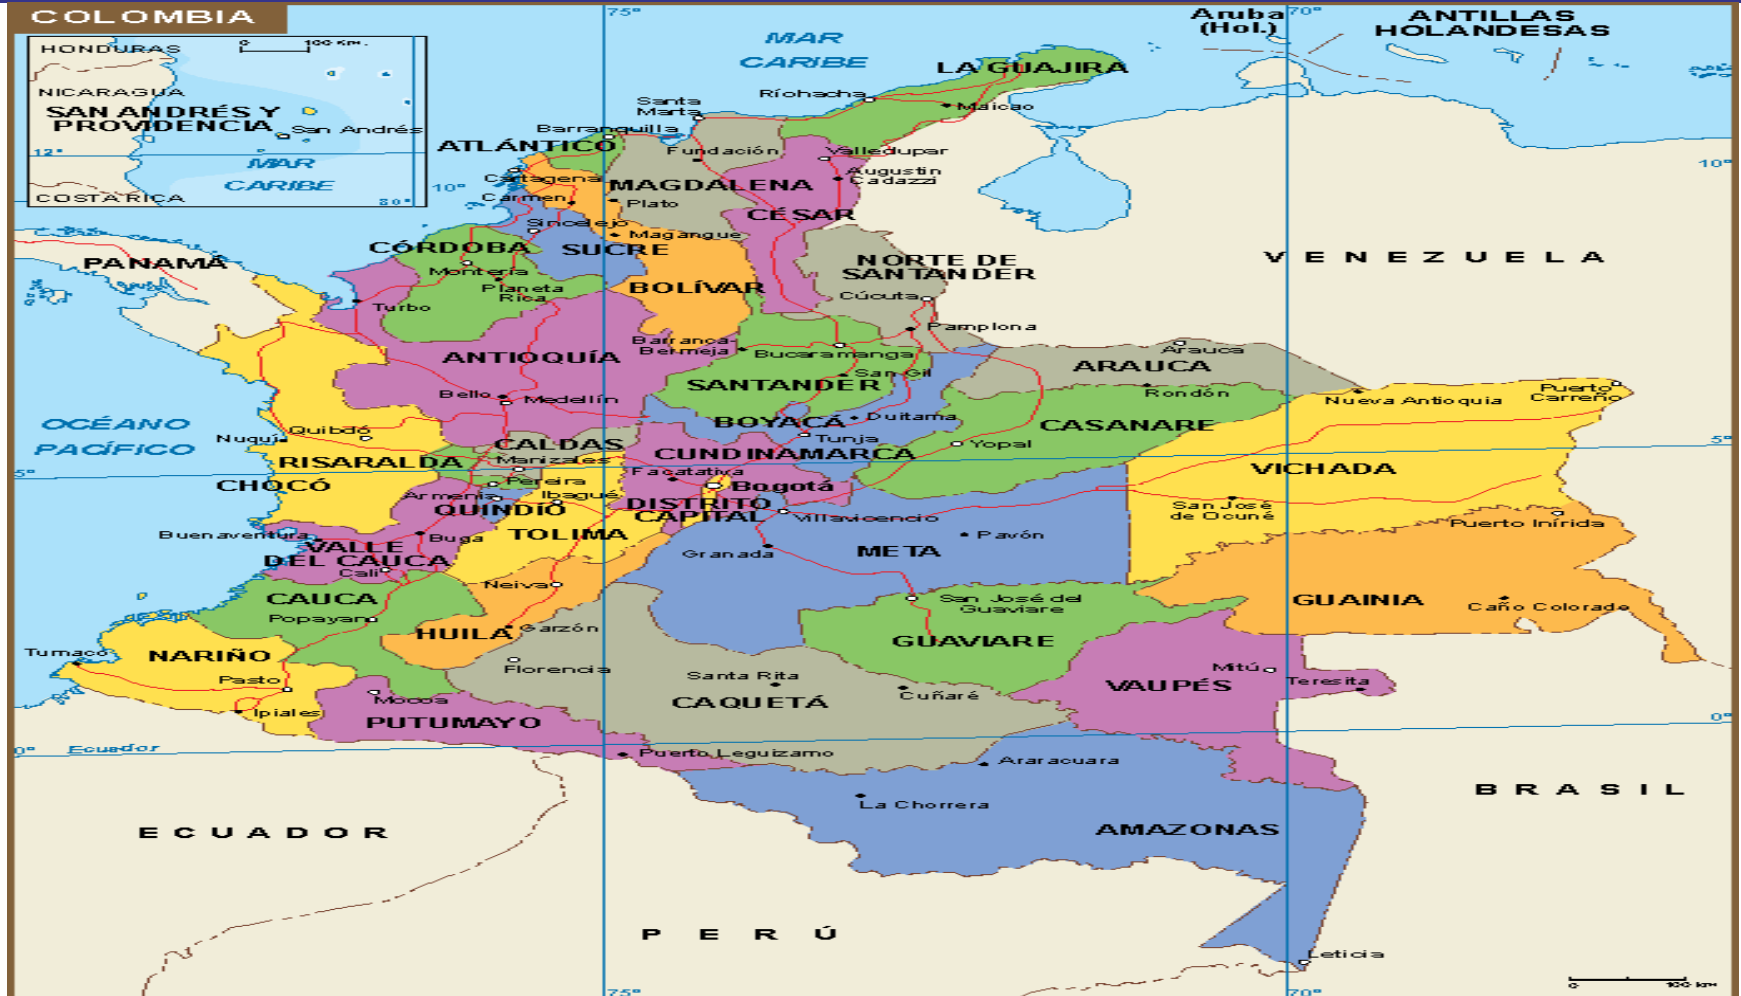 COLOMBIA
75°
Aruba
(Hol.)
70°
ANTILLAS
HOLANDESAS
MAR
CARIBE
HONDURAS
0
100 Km.
NICARAGUA
SAN ANDRÉS Y
PROVIDENCIA
San Andrés
12°
MAR
CARIBE
COSTA RICA
80°
LA GUAJIRA
Ríohacha
Maicao
Santa
Marta
Barranquilla
ATLÁNTICO
Fundación
Valledupar
10°
Augustin
Cadazzi
Cartagena
MAGDALENA
10°
Carmen
Plato
CÉSAR
Sincelejo
Magangue
CÓRDOBA
SUCRE
PANAMÁ
Montería
NORTE DE
SANTANDER
VENEZUELA
Planeta
Rica
BOLÍVAR
Cúcuta
Turbo
Pamplona
Barranca-
Bermeja
Bucaramanga
Arauca
ANTIOQUÍA
ARAUCA
San Gil
SANTANDER
Rondón
Puerto
Carreño
Bello
Medellín
Nueva Antioquia
OCÉANO
PACÍFICO
BOYACÁ
Duitama
CASANARE
Quibdó
Nuquí
Tunja
Yopal
5°
CALDAS
CUNDINAMARCA
Manizales
RISARALDA
VICHADA
5°
Facatativa
CHOCÓ
Pereira
Bogotá
Armenia
Ibagué
QUINDÍO
DISTRITO
CAPITAL
San José
de Ocuné
Villavicencio
Puerto Inírida
Buenaventura
Buga
TOLIMA
Pavón
VALLE
DEL CAUCA
Granada
META
Cali
Neiva
CAUCA
San José del
Guaviare
GUAINIA
Caño Colorado
Popayan
HUILA
Garzón
GUAVIARE
Tumaco
NARIÑO
Florencia
Mitú
Pasto
Santa Rita
Teresita
VAUPÉS
Cuñaré
Mocoa
CAQUETÁ
Ipiales
PUTUMAYO
0°
0°
Ecuador
Puerto Leguizamo
Araracuara
BRASIL
La Chorrera
ECUADOR
AMAZONAS
PERÚ
Leticia
0
100 km
75°
70°